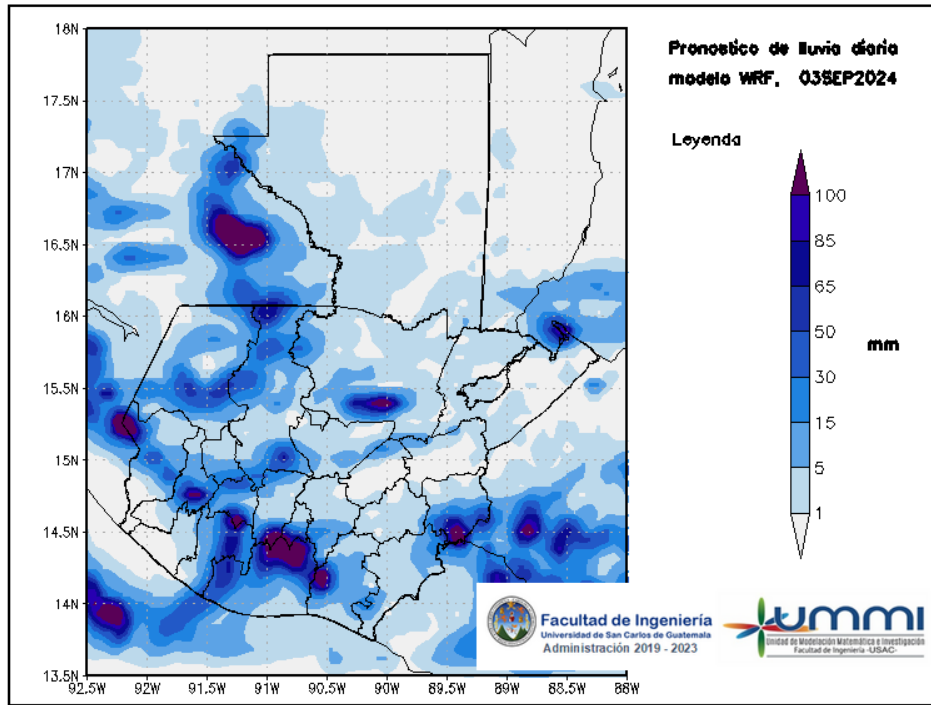 Pronostico de lluvia diaria
modelo WRF, 03SEP2024
Leyenda
100
85
65
50
30
15
5
1
mm
18N
17.5N
17N
16.5N
16N
15.5N
15N
14.5N
14N
13.5N
92.5W
92W
91.5W
91W
90.5W
90W
89.5W
89W
88.5W
88W
Facultad de Ingeniería
Universidad de San Carlos de Guatemala
Administración 2019 - 2023
ummi
Unidad de Modelación Matemática e Investigación
Facultad de Ingeniería -USAC-